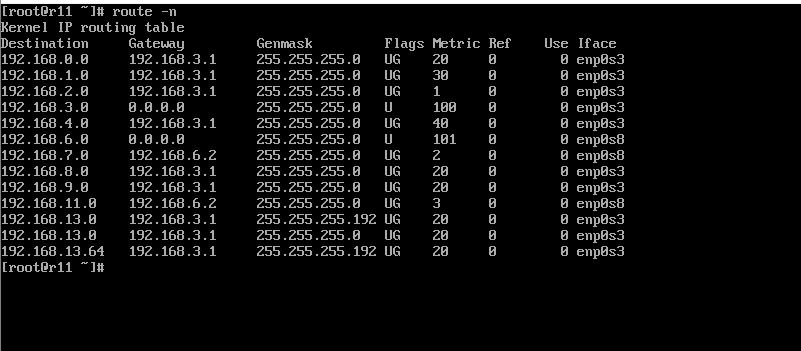 [root@r11 ~]# route -n
Kernel IP routing table
Destination     Gateway         Genmask         Flags Metric Ref    Use Iface
192.168.0.0     192.168.3.1     255.255.255.0   UG    20     0        0 enp0s3
192.168.1.0     192.168.3.1     255.255.255.0   UG    30     0        0 enp0s3
192.168.2.0     192.168.3.1     255.255.255.0   UG    1      0        0 enp0s3
192.168.3.0     0.0.0.0         255.255.255.0   U     100    0        0 enp0s3
192.168.4.0     192.168.3.1     255.255.255.0   UG    40     0        0 enp0s3
192.168.6.0     0.0.0.0         255.255.255.0   U     101    0        0 enp0s8
192.168.7.0     192.168.6.2     255.255.255.0   UG    2      0        0 enp0s8
192.168.8.0     192.168.3.1     255.255.255.0   UG    20     0        0 enp0s3
192.168.9.0     192.168.3.1     255.255.255.0   UG    20     0        0 enp0s3
192.168.11.0    192.168.6.2     255.255.255.0   UG    3      0        0 enp0s8
192.168.13.0    192.168.3.1     255.255.255.192 UG    20     0        0 enp0s3
192.168.13.0    192.168.3.1     255.255.255.0   UG    20     0        0 enp0s3
192.168.13.64   192.168.3.1     255.255.255.192 UG    20     0        0 enp0s3
[root@r11 ~]#